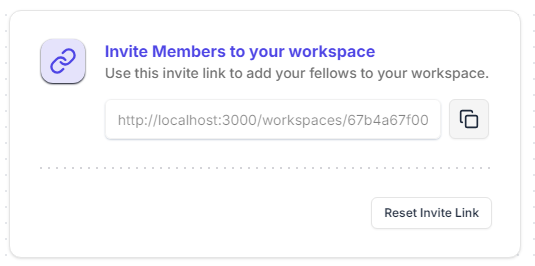 Invite Members to your workspace
Use this invite link to add your fellows to your workspace.
http://localhost:3000/workspaces/67b4a67f00
Reset Invite Link